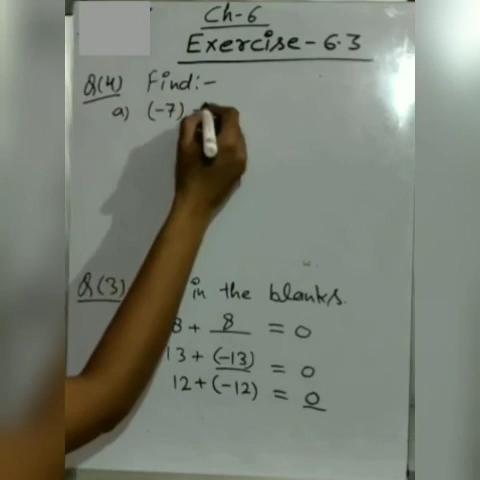 Ch-6
Exercise-6.3
Q(4) Find:-
a) (-7)
Q(3) in the blanks.
8 + 8 = 0
13 + (-13) = 0
12 + (-12) = 0